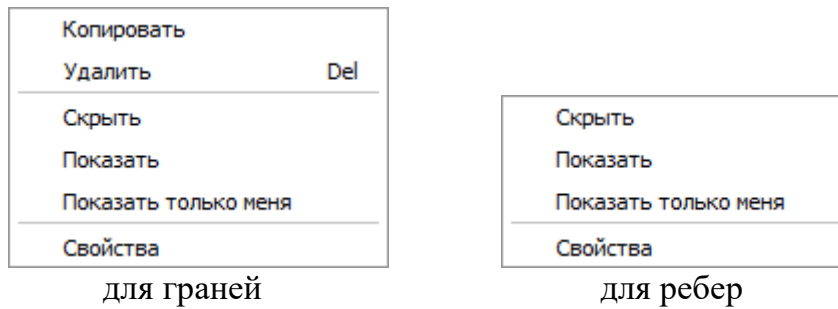 Копировать
Удалить Del
Скрыть
Показать
Показать только меня
Свойства
для граней
Скрыть
Показать
Показать только меня
Свойства
для ребер